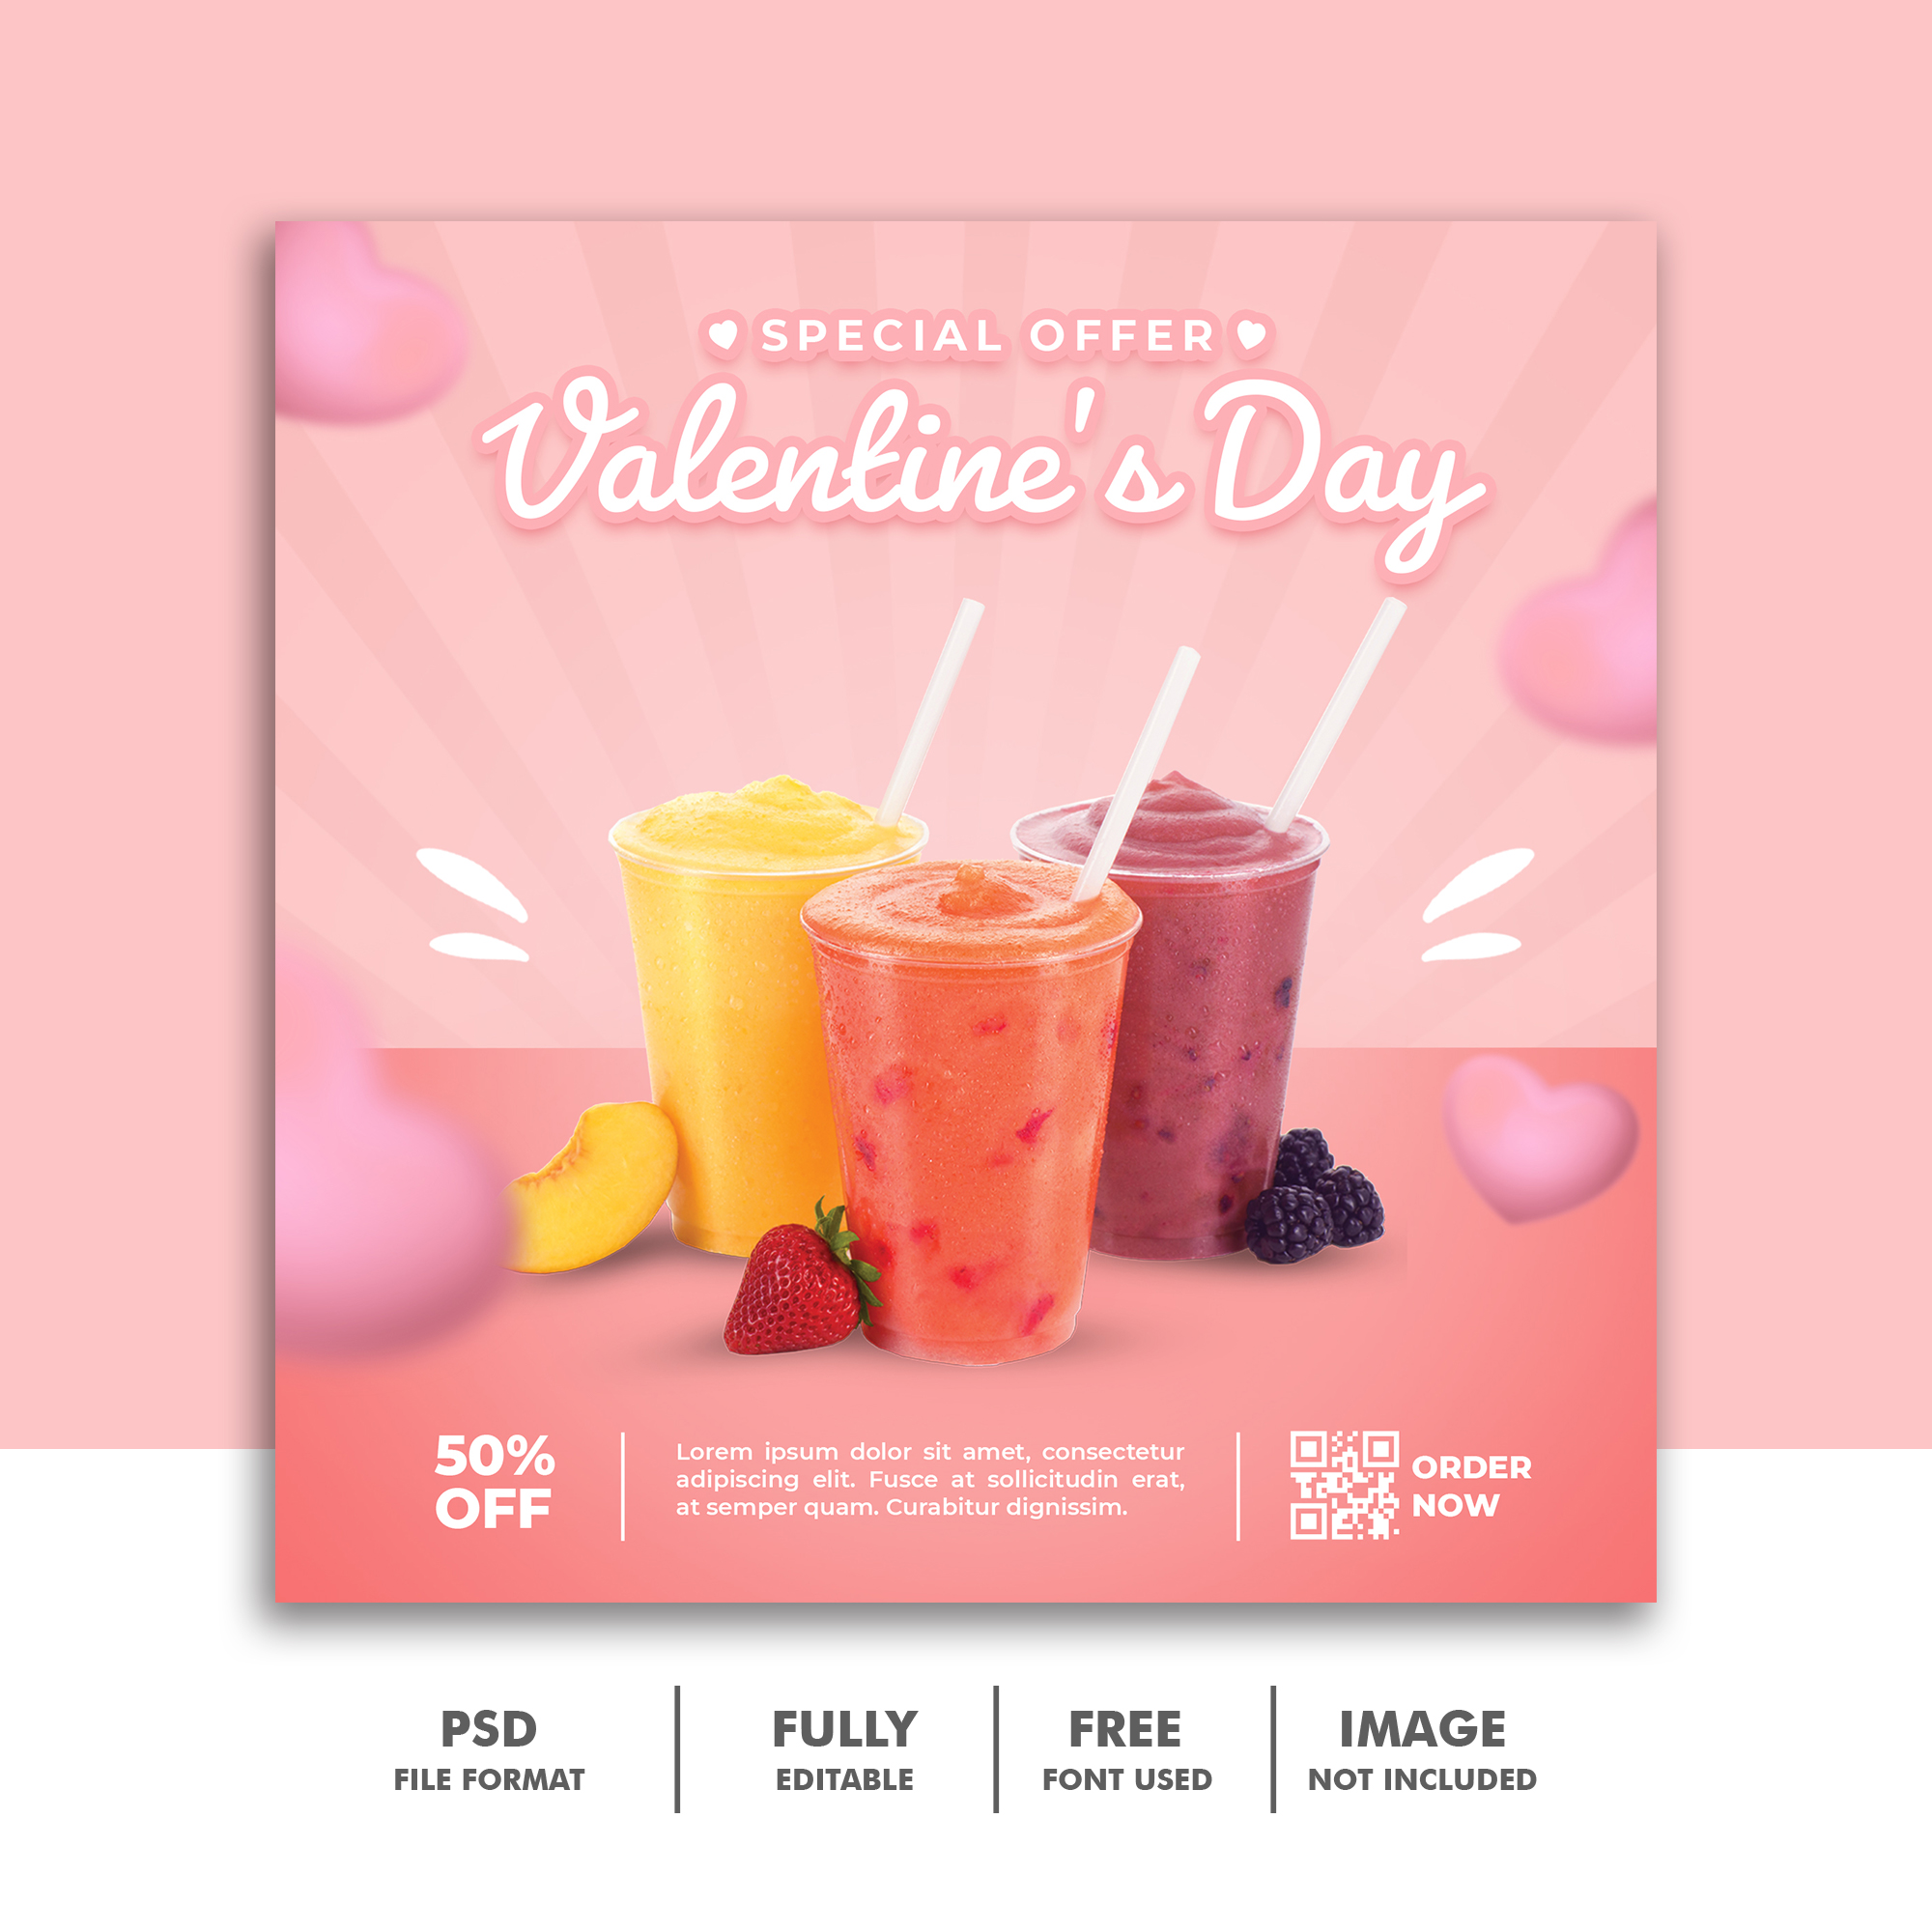 SPECIAL OFFER
Valentine's Day
50%
OFF
Lorem ipsum dolor sit amet, consectetur
adipiscing elit. Fusce at sollicitudin erat,
at semper quam. Curabitur dignissim.
ORDER
NOW
PSD
FILE FORMAT
FULLY
EDITABLE
FREE
FONT USED
IMAGE
NOT INCLUDED